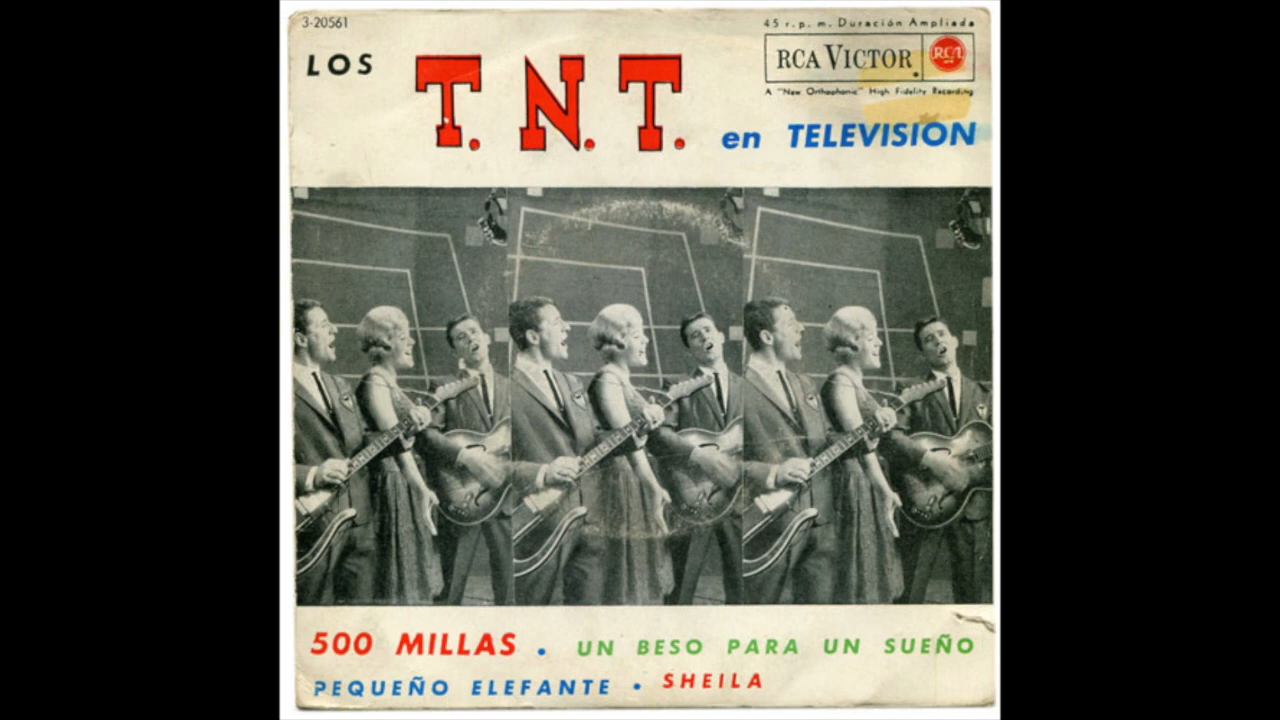 3-20561
45 r.p.m. Duración Ampliada
LOS T.N.T.
RCA VICTOR RCA
A "New Orthophonic" High Fidelity Recording
en TELEVISION
500 MILLAS . UN BESO PARA UN SUEÑO
PEQUEÑO ELEFANTE . SHEILA